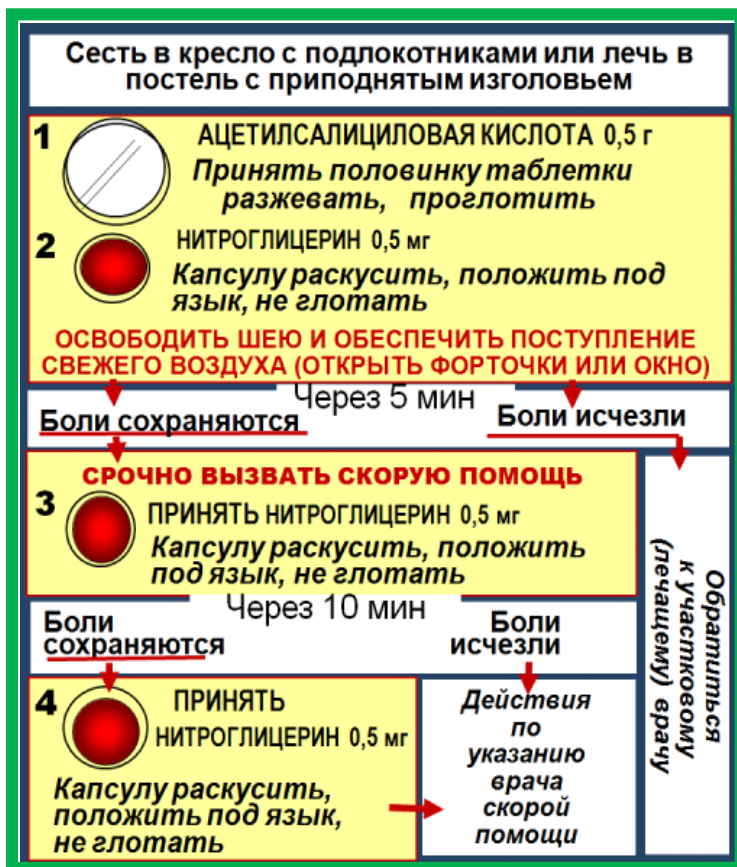 Сесть в кресло с подлокотниками или лечь в
постель с приподнятым изголовьем
1
АЦЕТИЛСАЛИЦИЛОВАЯ КИСЛОТА 0,5 г
Принять половинку таблетки
разжевать, проглотить
2
НИТРОГЛИЦЕРИН 0,5 мг
Капсулу раскусить, положить под
язык, не глотать
ОСВОБОДИТЬ ШЕЮ И ОБЕСПЕЧИТЬ ПОСТУПЛЕНИЕ
СВЕЖЕГО ВОЗДУХА (ОТКРЫТЬ ФОРТОЧКИ ИЛИ ОКНО)
Через 5 мин
Боли сохраняются
Боли исчезли
СРОЧНО ВЫЗВАТЬ СКОРУЮ ПОМОЩЬ
3
ПРИНЯТЬ НИТРОГЛИЦЕРИН 0,5 мг
Капсулу раскусить, положить
под язык, не глотать
Обратиться
к участковому
(лечащему) врачу
Через 10 мин
Боли
сохраняются
Боли
исчезли
4
ПРИНЯТЬ
НИТРОГЛИЦЕРИН 0,5 мг
Капсулу раскусить,
положить под язык,
не глотать
Действия
по
указанию
врача
скорой
помощи